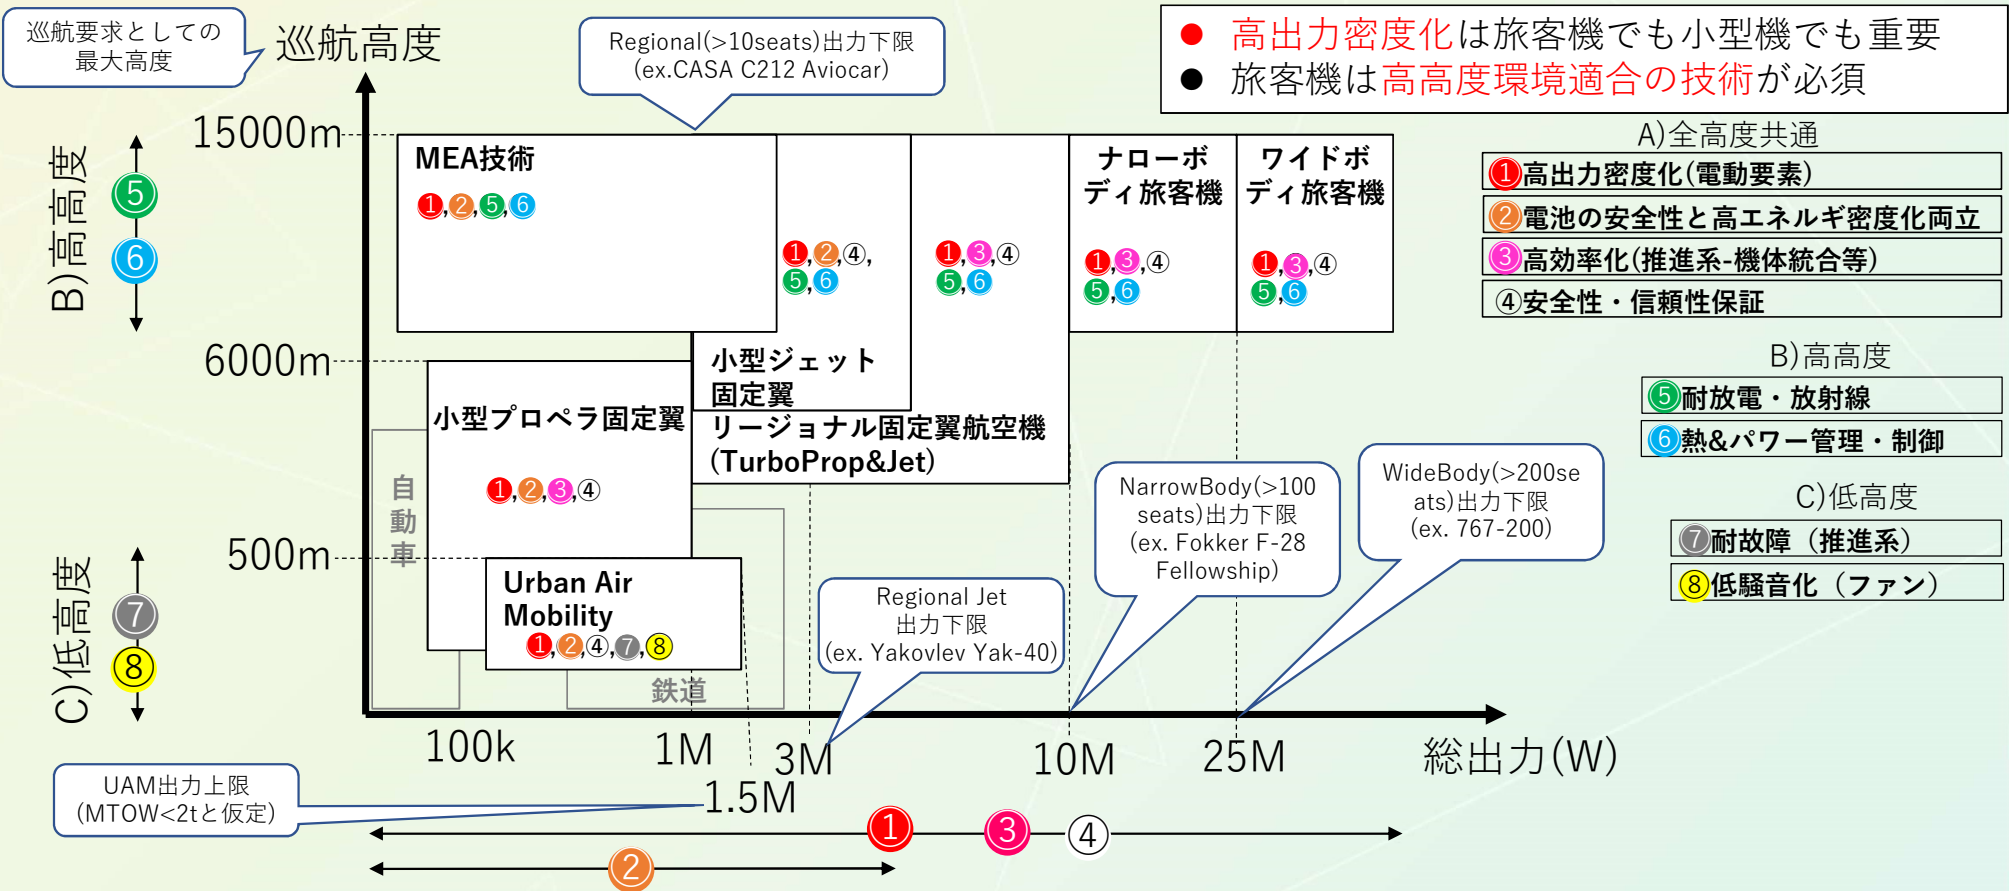 巡航要求としての
最大高度
巡航高度
Regional(>10seats)出力下限
(ex.CASA C212 Aviocar)
● 高出力密度化は旅客機でも小型機でも重要
● 旅客機は高高度環境適合の技術が必須
15000m
6000m
500m
B)高高度
⑤
⑥
C)低高度
⑦
⑧
MEA技術
①,②,⑤,⑥
①,②,④,
⑤,⑥
小型ジェット
固定翼
①,③,④
⑤,⑥
リージョナル固定翼航空機
(TurboProp&Jet)
ナローボ
ディ旅客機
①,③,④
⑤,⑥
ワイドボ
ディ旅客機
①,③,④
⑤,⑥
小型プロペラ固定翼
①,②,③,④
自
動
車
Urban Air
Mobility
①,②,④,⑦,⑧
鉄道
A)全高度共通
①高出力密度化(電動要素)
②電池の安全性と高エネルギ密度化両立
③高効率化(推進系-機体統合等)
④安全性・信頼性保証
B)高高度
⑤耐放電・放射線
⑥熱&パワー管理・制御
C)低高度
⑦耐故障（推進系）
⑧低騒音化（ファン）
Regional Jet
出力下限
(ex. Yakovlev Yak-40)
NarrowBody(>100
seats)出力下限
(ex. Fokker F-28
Fellowship)
WideBody(>200se
ats)出力下限
(ex. 767-200)
100k
1M
1.5M
3M
10M
25M
総出力(W)
UAM出力上限
(MTOW<2tと仮定)
① ③ ④
②